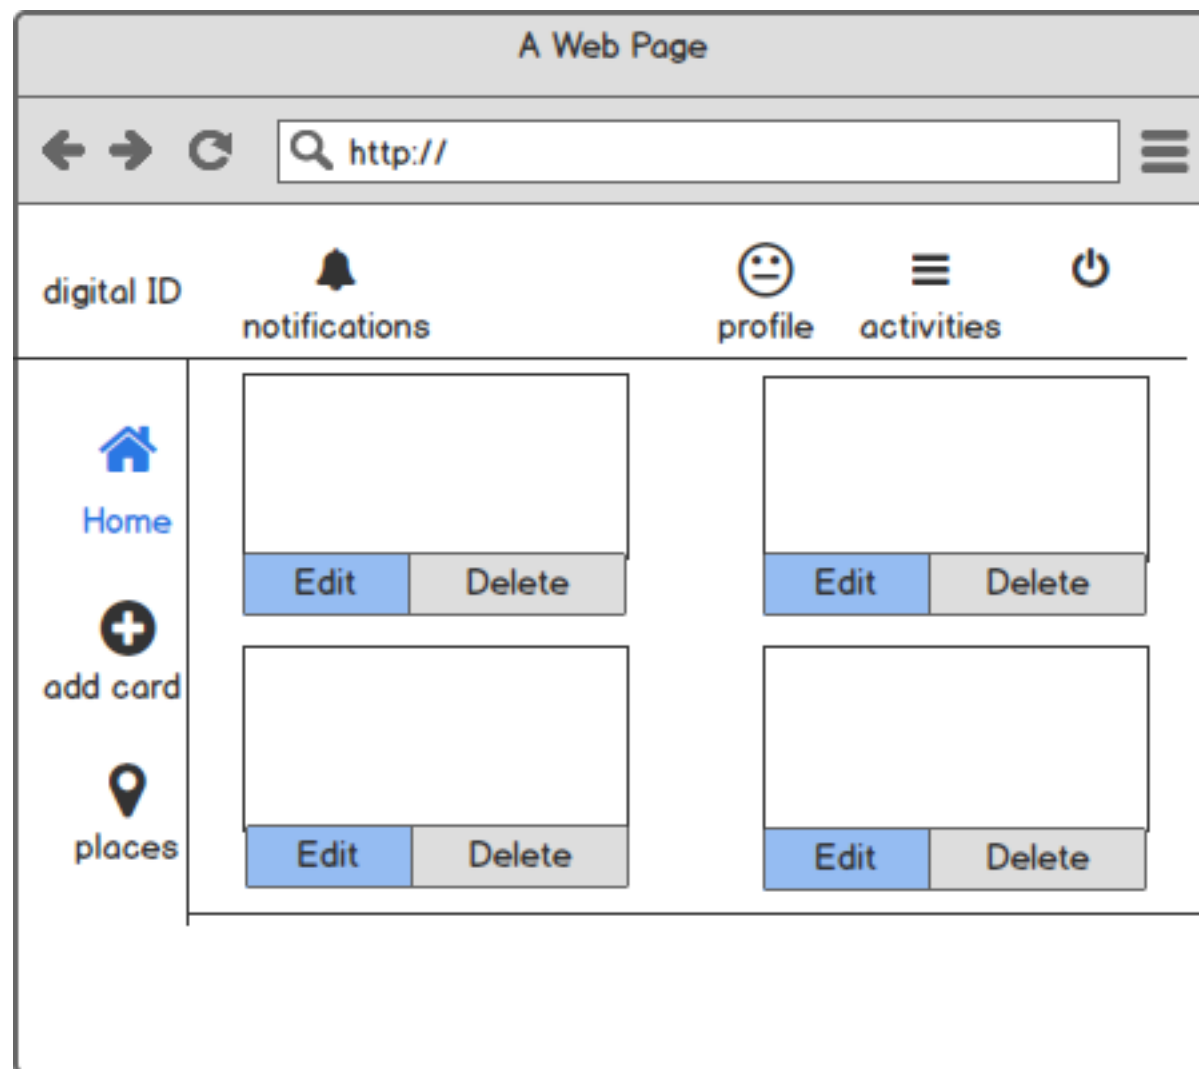 A Web Page
http://
digital ID
notifications
profile
activities
Home
add card
places
Edit Delete
Edit Delete
Edit Delete
Edit Delete